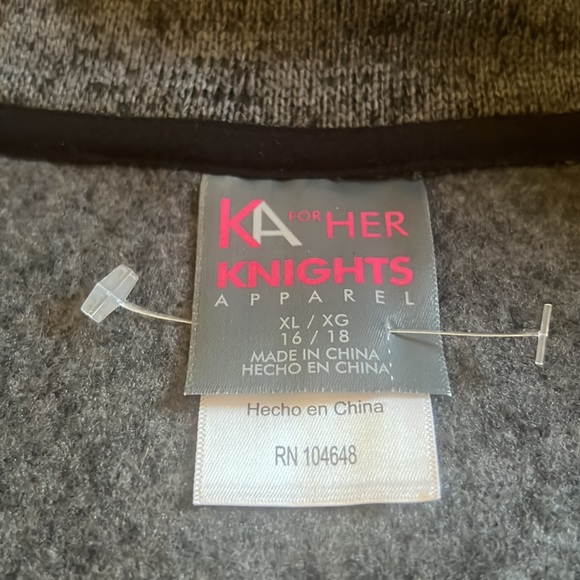 KA FOR HER
KNIGHTS
APPAREL
XL / XG
16 / 18
MADE IN CHINA
HECHO EN CHINA
Hecho en China
RN 104648